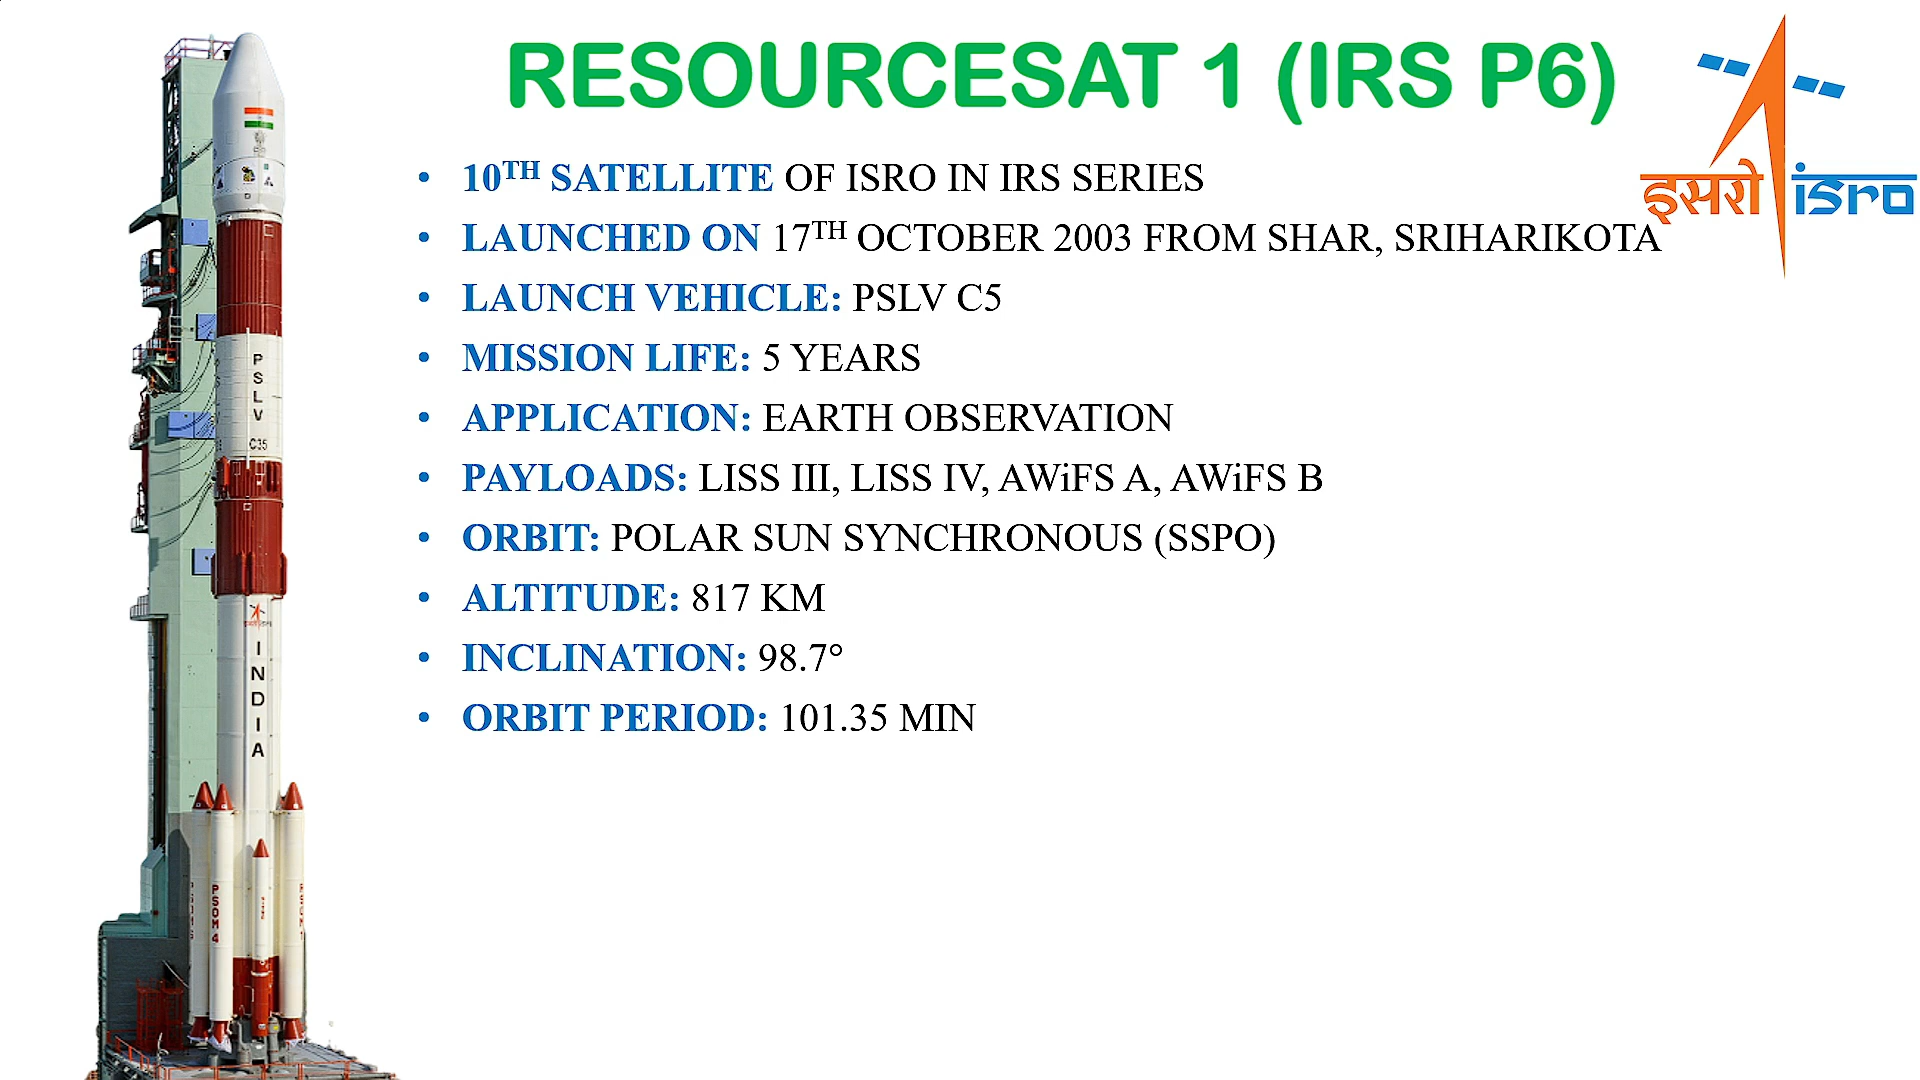 RESOURCESAT 1 (IRS P6)
इसरो isro
• 10TH SATELLITE OF ISRO IN IRS SERIES
• LAUNCHED ON 17TH OCTOBER 2003 FROM SHAR, SRIHARIKOTA
• LAUNCH VEHICLE: PSLV C5
• MISSION LIFE: 5 YEARS
• APPLICATION: EARTH OBSERVATION
• PAYLOADS: LISS III, LISS IV, AWiFS A, AWiFS B
• ORBIT: POLAR SUN SYNCHRONOUS (SSPO)
• ALTITUDE: 817 KM
• INCLINATION: 98.7°
• ORBIT PERIOD: 101.35 MIN
PSLV
C35
INDIA
PSOM 4